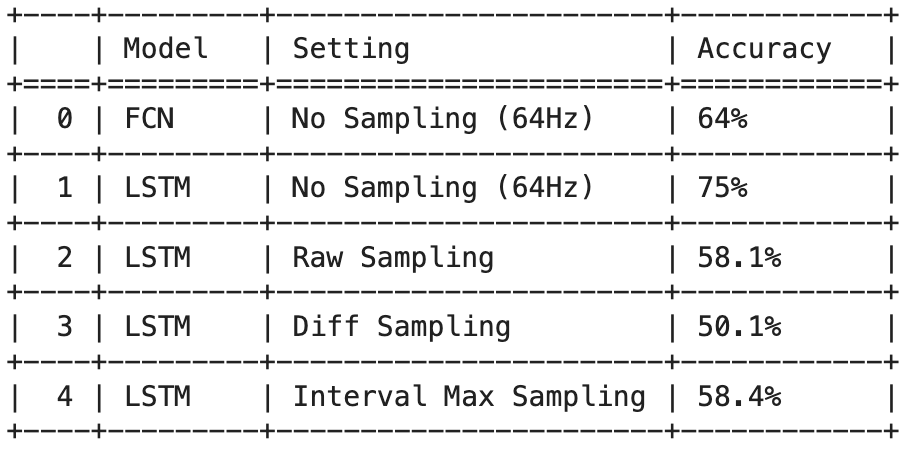 +----+---------+-----------------------+------------+
|    | Model   | Setting               | Accuracy   |
+====+=========+=======================+============+
|  0 | FCN     | No Sampling (64Hz)    | 64%        |
+----+---------+-----------------------+------------+
|  1 | LSTM    | No Sampling (64Hz)    | 75%        |
+----+---------+-----------------------+------------+
|  2 | LSTM    | Raw Sampling          | 58.1%      |
+----+---------+-----------------------+------------+
|  3 | LSTM    | Diff Sampling         | 50.1%      |
+----+---------+-----------------------+------------+
|  4 | LSTM    | Interval Max Sampling | 58.4%      |
+----+---------+-----------------------+------------+